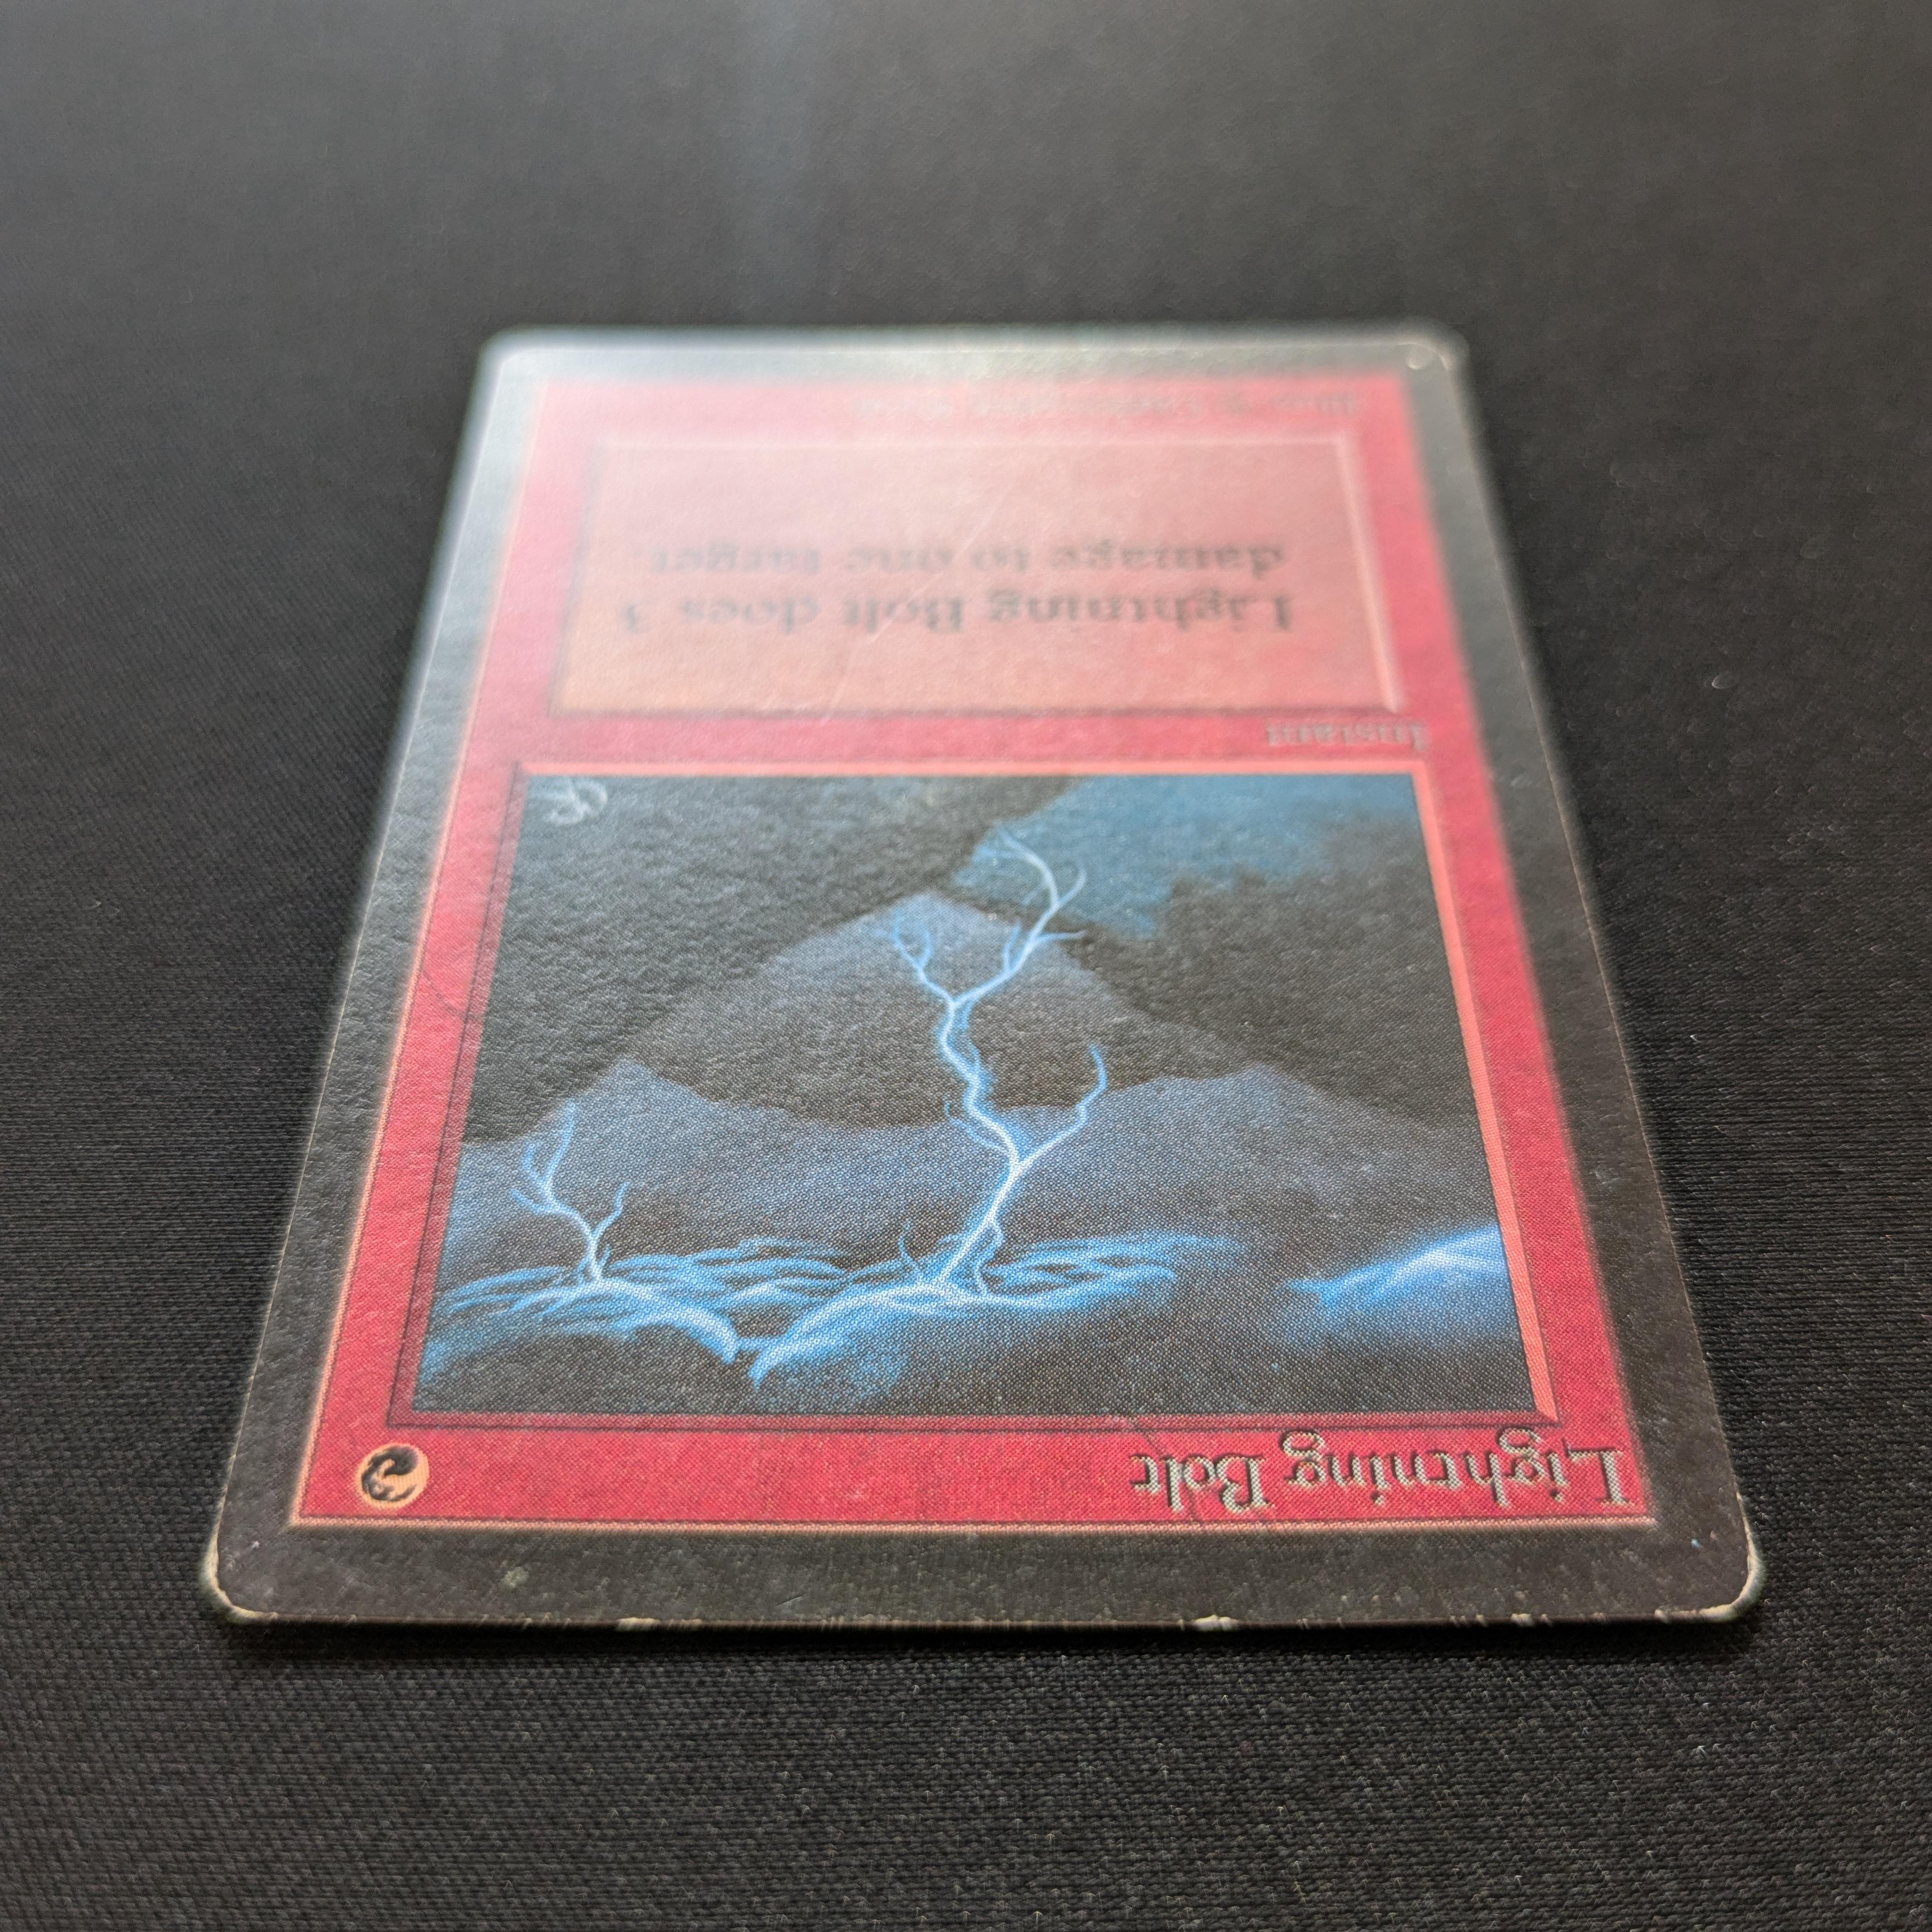 Lightning Bolt
Instant
Lightning Bolt does 3
damage to one target.